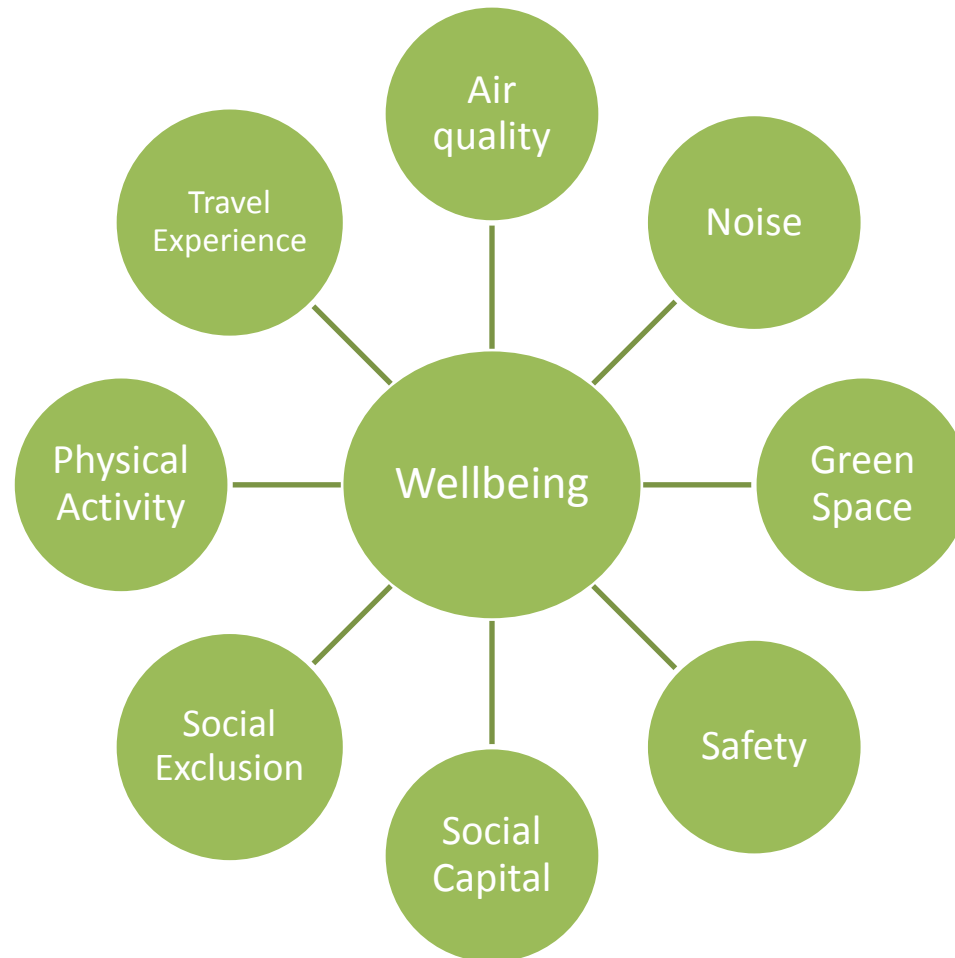 Air
quality
Noise
Green
Space
Safety
Social
Capital
Social
Exclusion
Physical
Activity
Travel
Experience
Wellbeing